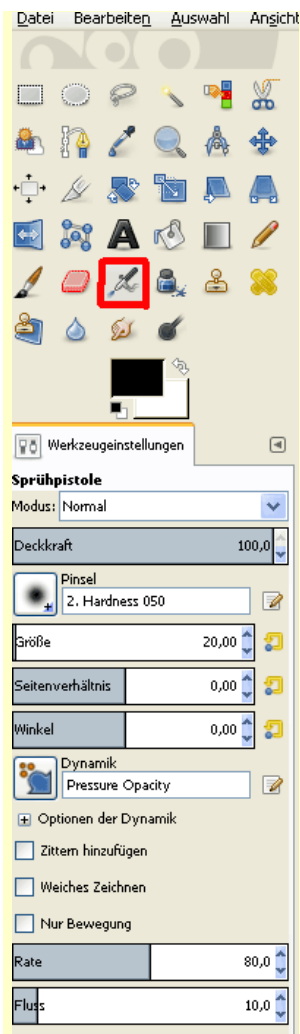 Datei Bearbeiten Auswahl Ansicht
Werkzeugeinstellungen
Sprühpistole
Modus: Normal
Deckkraft 100,0
Pinsel
2. Hardness 050
Größe 20,00
Seitenverhältnis 0,00
Winkel 0,00
Dynamik
Pressure Opacity
Optionen der Dynamik
Zittern hinzufügen
Weiches Zeichnen
Nur Bewegung
Rate 80,0
Fluss 10,0